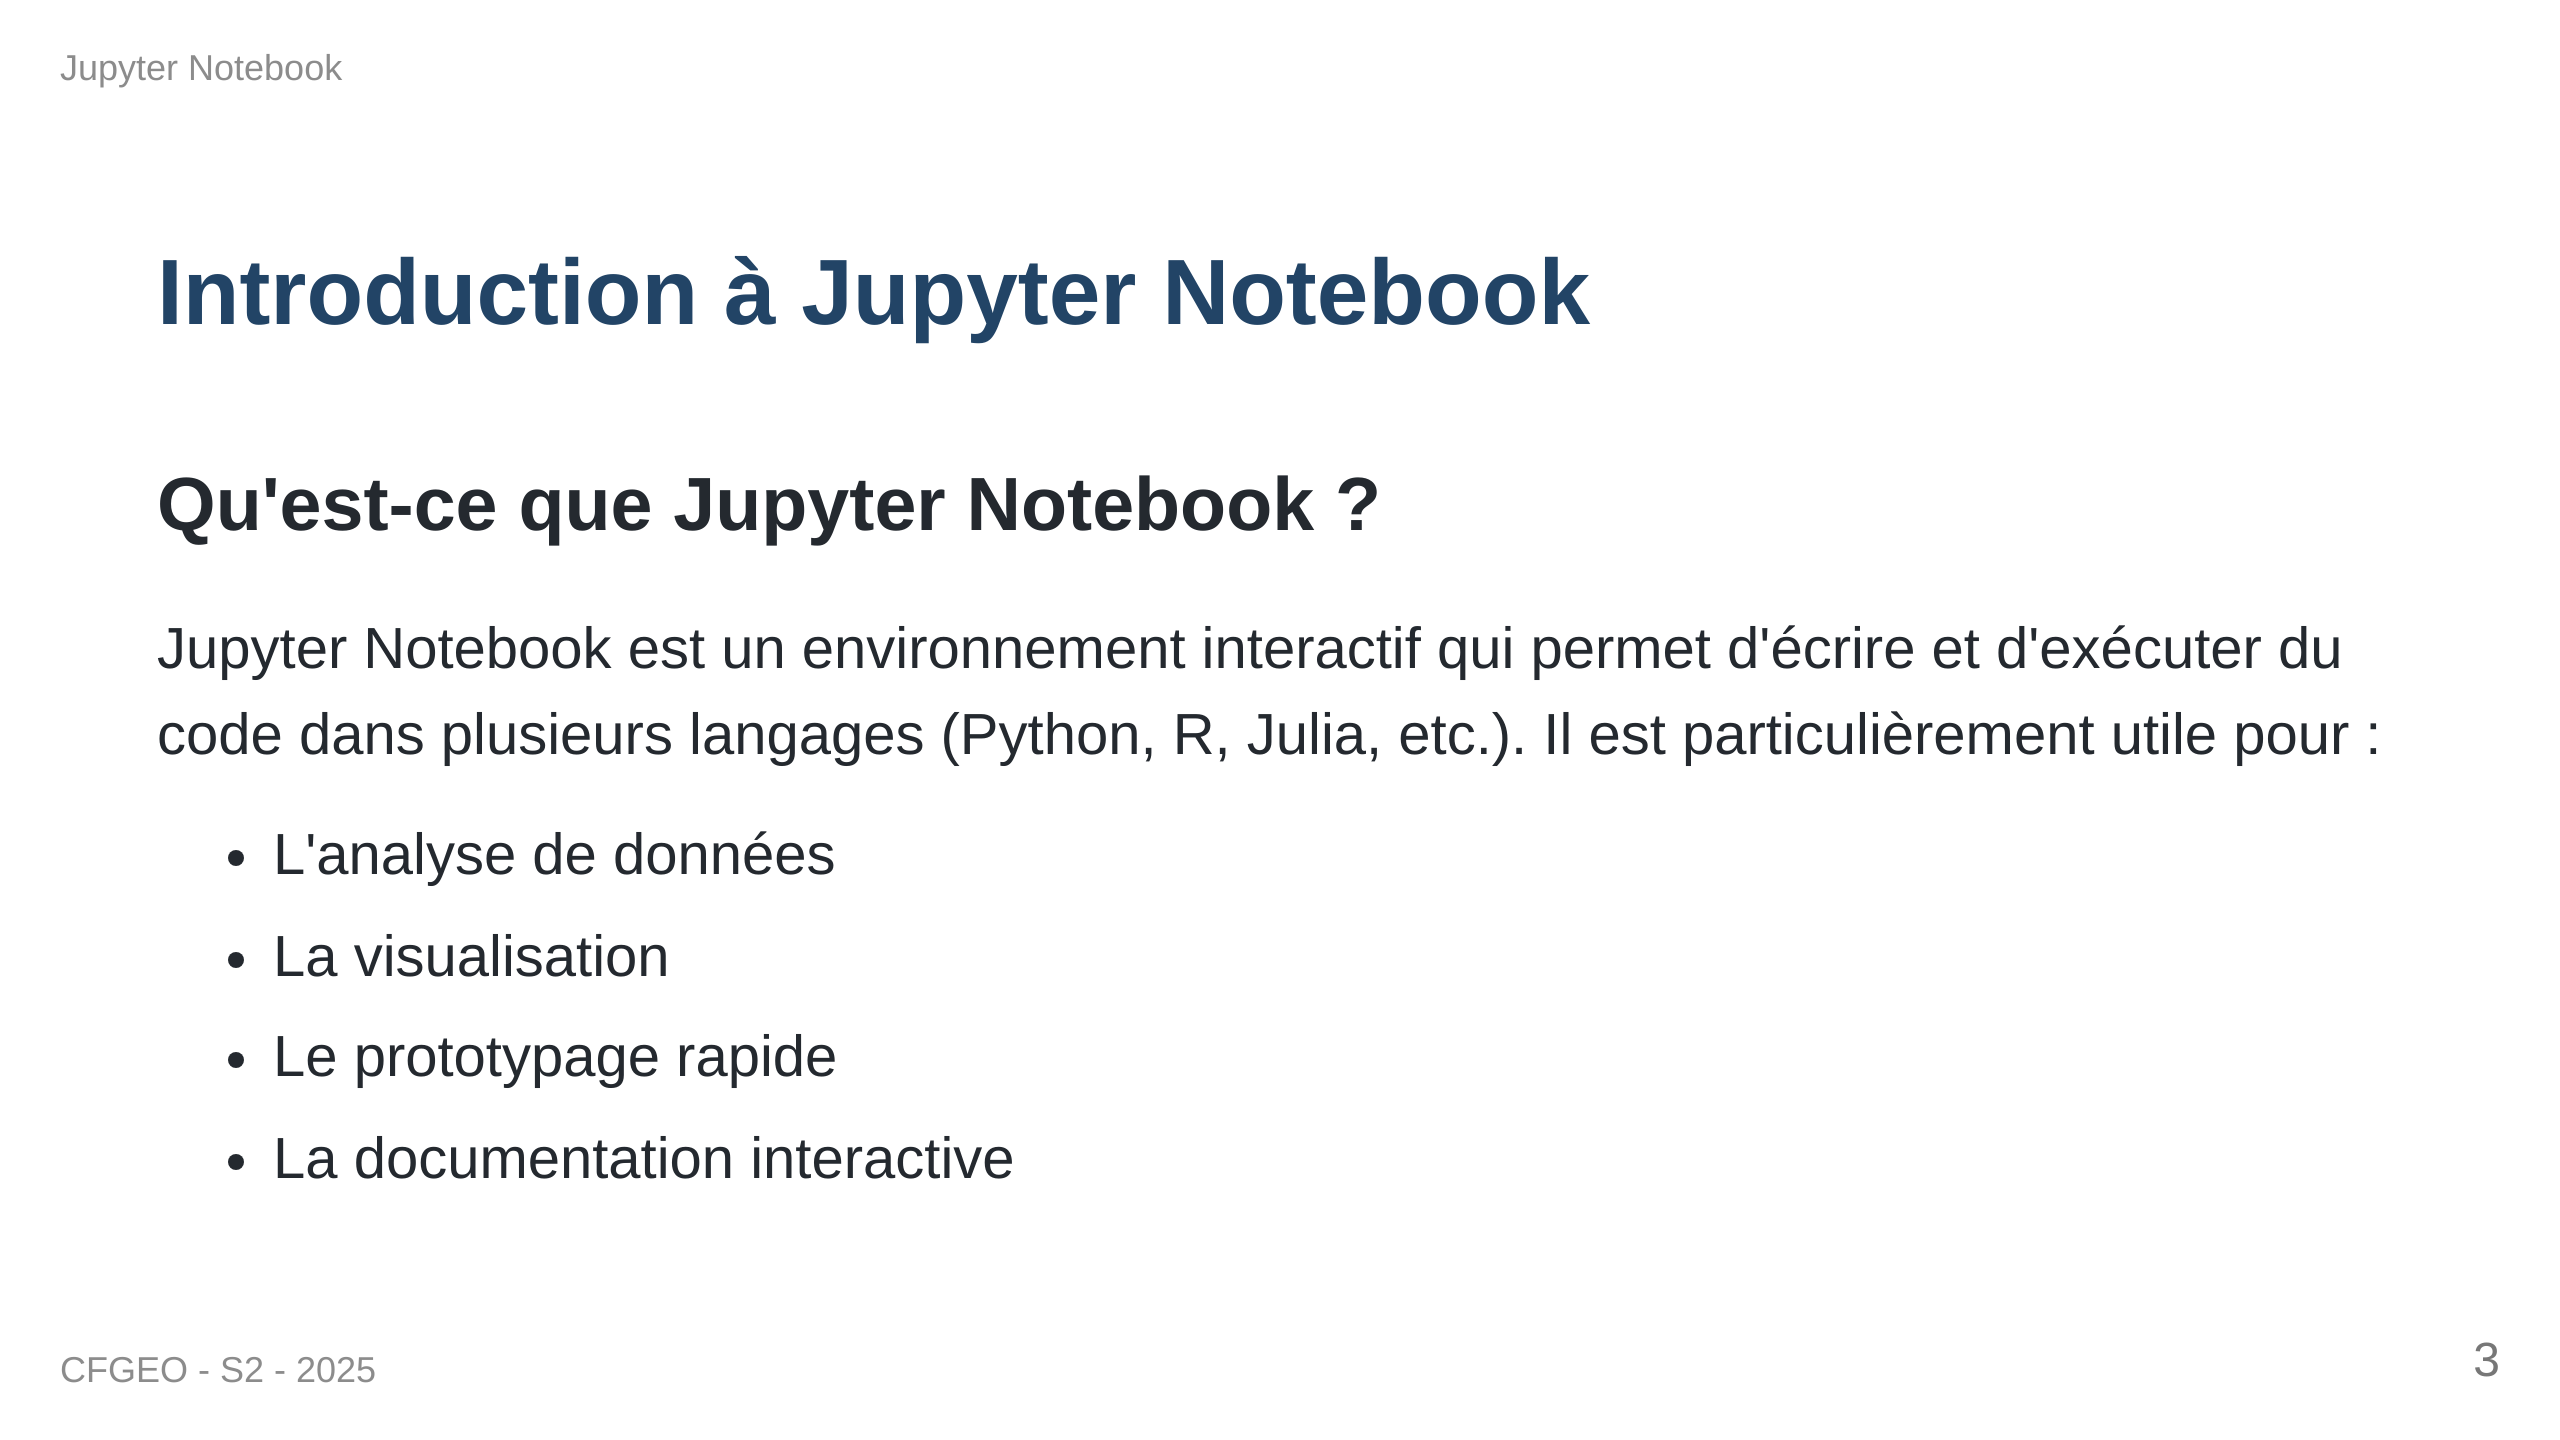 Jupyter Notebook
Introduction à Jupyter Notebook
Qu'est-ce que Jupyter Notebook ?
Jupyter Notebook est un environnement interactif qui permet d'écrire et d'exécuter du
code dans plusieurs langages (Python, R, Julia, etc.). Il est particulièrement utile pour :
• L'analyse de données
• La visualisation
• Le prototypage rapide
• La documentation interactive
CFGEO - S2 - 2025
3